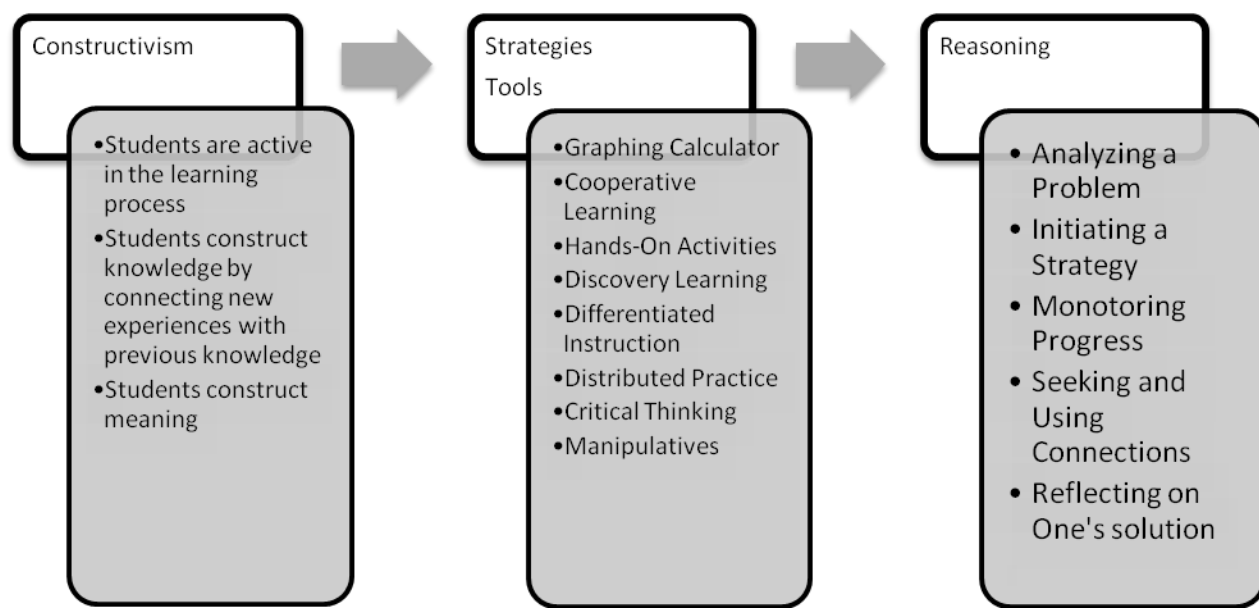 Constructivism
•Students are active
in the learning
process
•Students construct
knowledge by
connecting new
experiences with
previous knowledge
•Students construct
meaning
Strategies
Tools
•Graphing Calculator
•Cooperative
Learning
•Hands-On Activities
•Discovery Learning
•Differentiated
Instruction
•Distributed Practice
•Critical Thinking
•Manipulatives
Reasoning
• Analyzing a
Problem
• Initiating a
Strategy
• Monotoring
Progress
• Seeking and
Using
Connections
• Reflecting on
One's solution